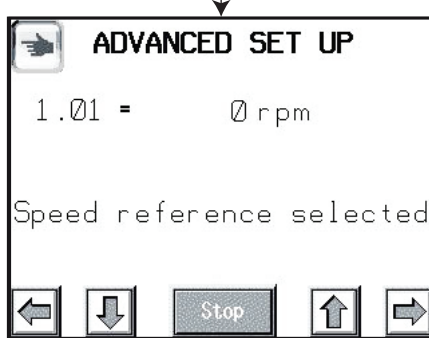 ADVANCED SET UP
1.01 = 0 rpm
Speed reference selected
Stop